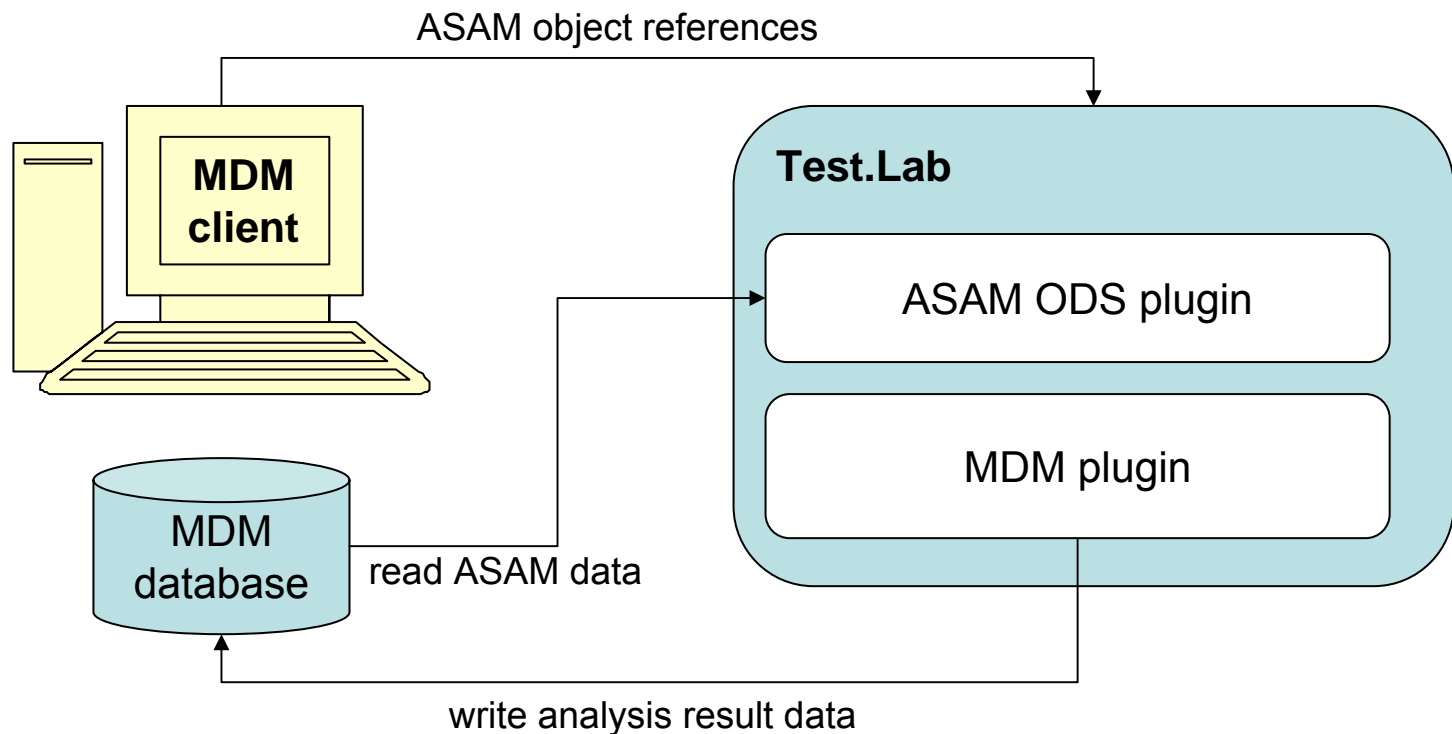 ASAM object references
MDM
client
Test.Lab
ASAM ODS plugin
MDM plugin
MDM
database
read ASAM data
write analysis result data